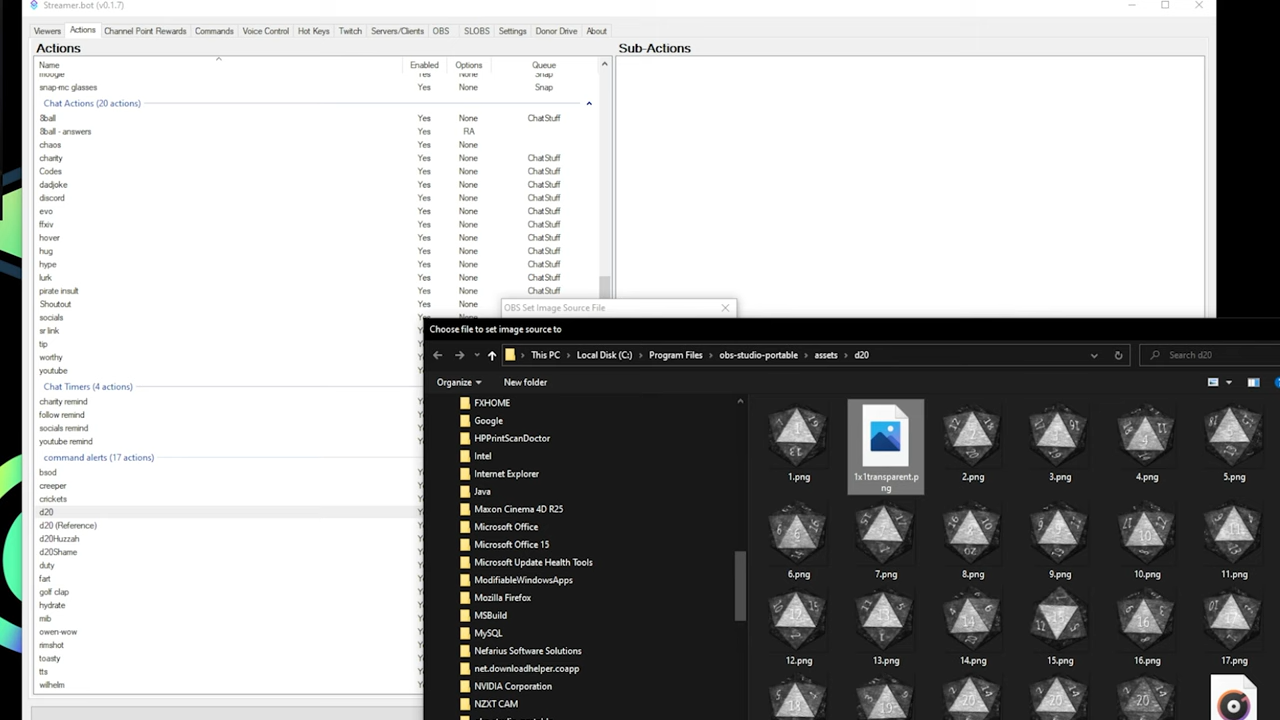 Streamer.bot (v0.1.7)
Viewers Actions Channel Point Rewards Commands Voice Control Hot Keys Twitch Servers/Clients OBS SLOBS Settings Donor Drive About
Actions
Sub-Actions
Name Enabled Options Queue
moogle Yes None Snap
snap-mc glasses Yes None Snap
Chat Actions (20 actions)
8ball Yes None ChatStuff
8ball - answers Yes RA
chaos Yes None
charity Yes None ChatStuff
Codes Yes None ChatStuff
dadjoke Yes None ChatStuff
discord Yes None ChatStuff
evo Yes None ChatStuff
ffxiv Yes None ChatStuff
hover Yes None ChatStuff
hug Yes None ChatStuff
hype Yes None ChatStuff
lurk Yes None ChatStuff
pirate insult Yes None ChatStuff
Shoutout
socials
sr link
tip
worthy
youtube
Chat Timers (4 actions)
charity remind
follow remind
socials remind
youtube remind
command alerts (17 actions)
bsod
creeper
crickets
d20
d20 (Reference)
d20Huzzah
d20Shame
duty
fart
golf clap
hydrate
mib
owen-wow
rimshot
toasty
tts
wilhelm
OBS Set Image Source File
Choose file to set image source to
This PC Local Disk (C:) Program Files obs-studio-portable assets d20
Search d20
Organize New folder
FXHOME
Google
HPPrintScanDoctor
Intel
Internet Explorer
Java
Maxon Cinema 4D R25
Microsoft Office
Microsoft Office 15
Microsoft Update Health Tools
ModifiableWindowsApps
Mozilla Firefox
MSBuild
MySQL
Nefarius Software Solutions
net.downloadhelper.coapp
NVIDIA Corporation
NZXT CAM
1.png 1x1transparent.p
ng 2.png 3.png 4.png 5.png
6.png 7.png 8.png 9.png 10.png 11.png
12.png 13.png 14.png 15.png 16.png 17.png